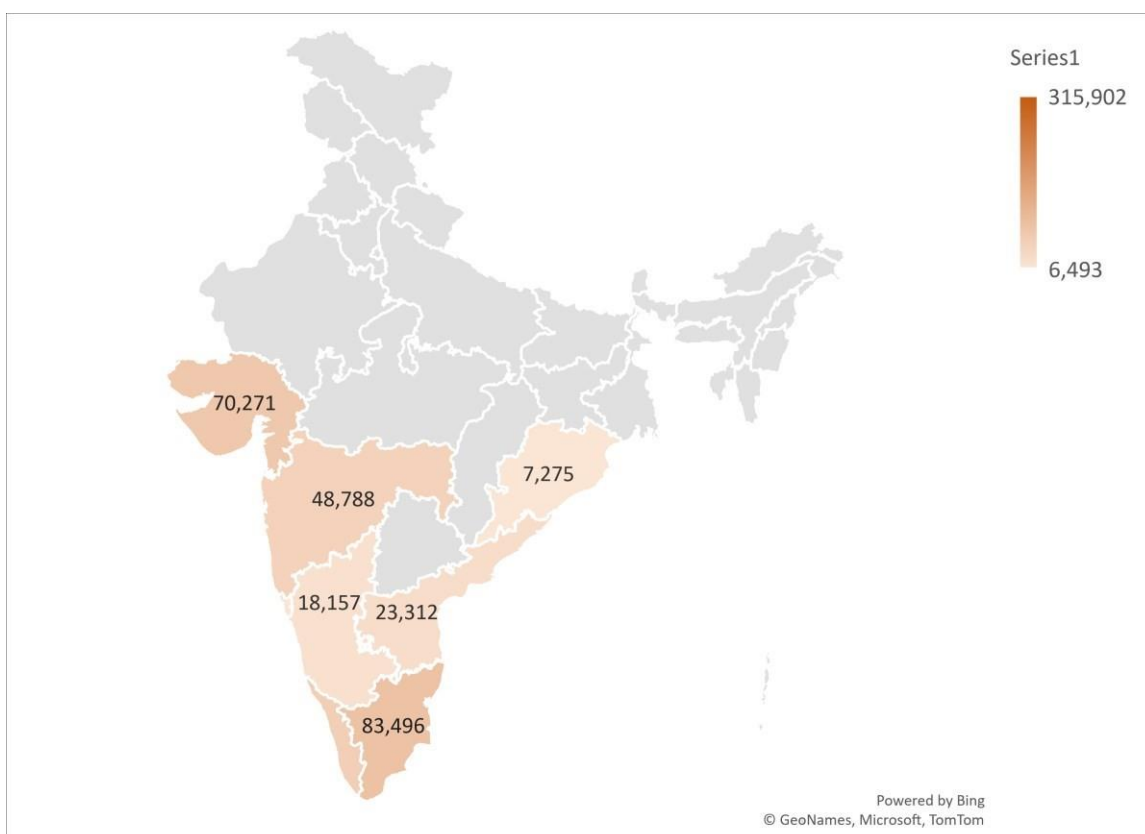 Series1
315,902
6,493
70,271
7,275
48,788
18,157
23,312
83,496
Powered by Bing
© GeoNames, Microsoft, TomTom